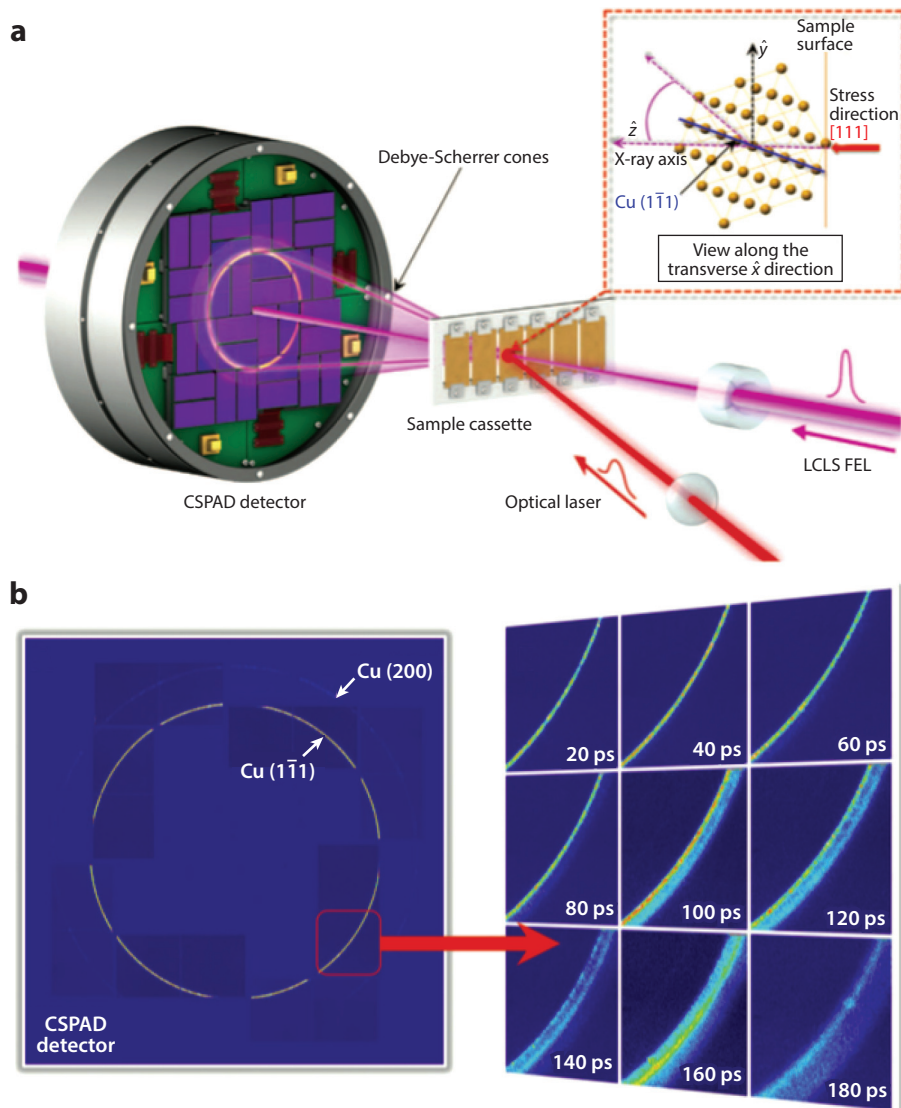 a
Sample
surface
ŷ
Stress
direction
[111]
ẑ
X-ray axis
Debye-Scherrer cones
Cu (11̅1)
View along the
transverse x̂ direction
Sample cassette
LCLS FEL
CSPAD detector
Optical laser
b
Cu (200)
Cu (11̅1)
20 ps
40 ps
60 ps
80 ps
100 ps
120 ps
CSPAD
detector
140 ps
160 ps
180 ps